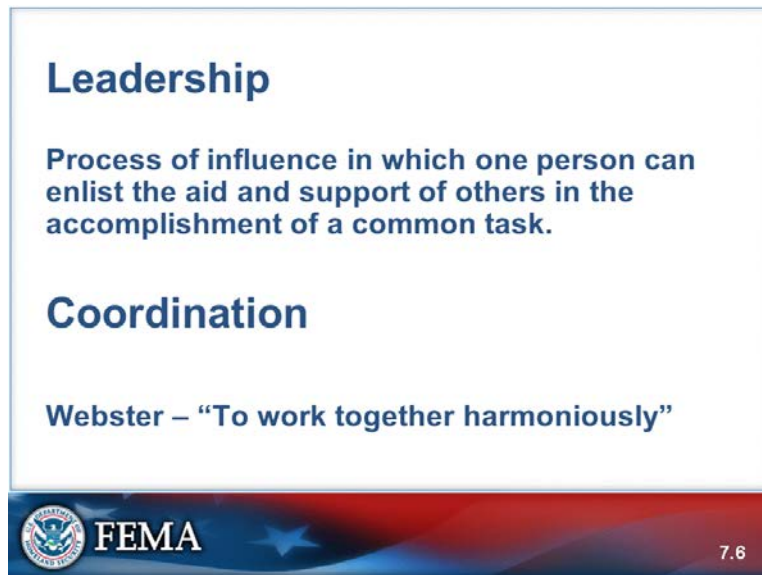 Leadership
Process of influence in which one person can
enlist the aid and support of others in the
accomplishment of a common task.
Coordination
Webster – “To work together harmoniously”
FEMA
7.6